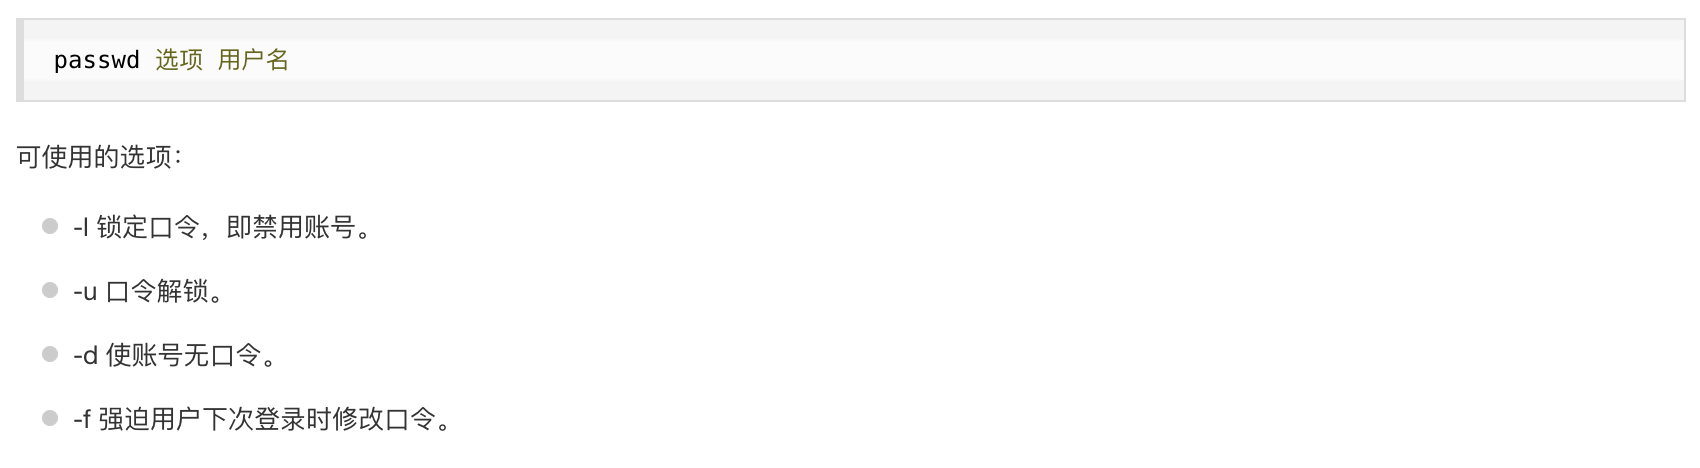 passwd 选项 用户名
可使用的选项：
-l 锁定口令，即禁用账号。
-u 口令解锁。
-d 使账号无口令。
-f 强迫用户下次登录时修改口令。